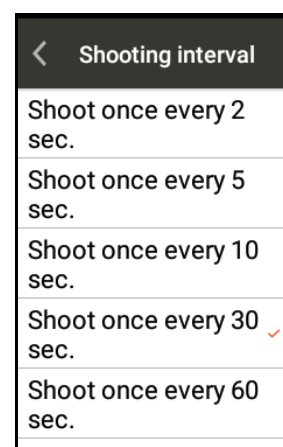 Shooting interval
Shoot once every 2
sec.
Shoot once every 5
sec.
Shoot once every 10
sec.
Shoot once every 30
sec.
Shoot once every 60
sec.